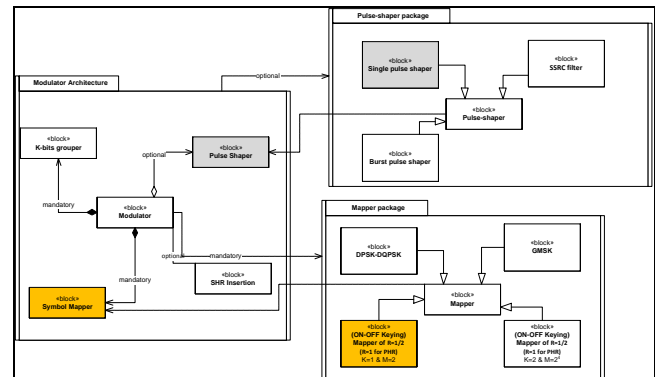 Pulse-shaper package
«block»
Single pulse shaper
«block»
SSRC filter
«block»
Pulse-shaper
«block»
Burst pulse shaper
Modulator Architecture
optional
«block»
K-bits grouper
optional
«block»
Pulse Shaper
mandatory
«block»
Modulator
optional
mandatory
mandatory
«block»
SHR Insertion
«block»
Symbol Mapper
Mapper package
«block»
DPSK-DQPSK
«block»
GMSK
«block»
Mapper
«block»
(ON-OFF Keying)
Mapper of R=1/2
(R=1 for PHR)
K=1 & M=2
«block»
(ON-OFF Keying)
Mapper of R=1/2
(R=1 for PHR)
K=2 & M=2²